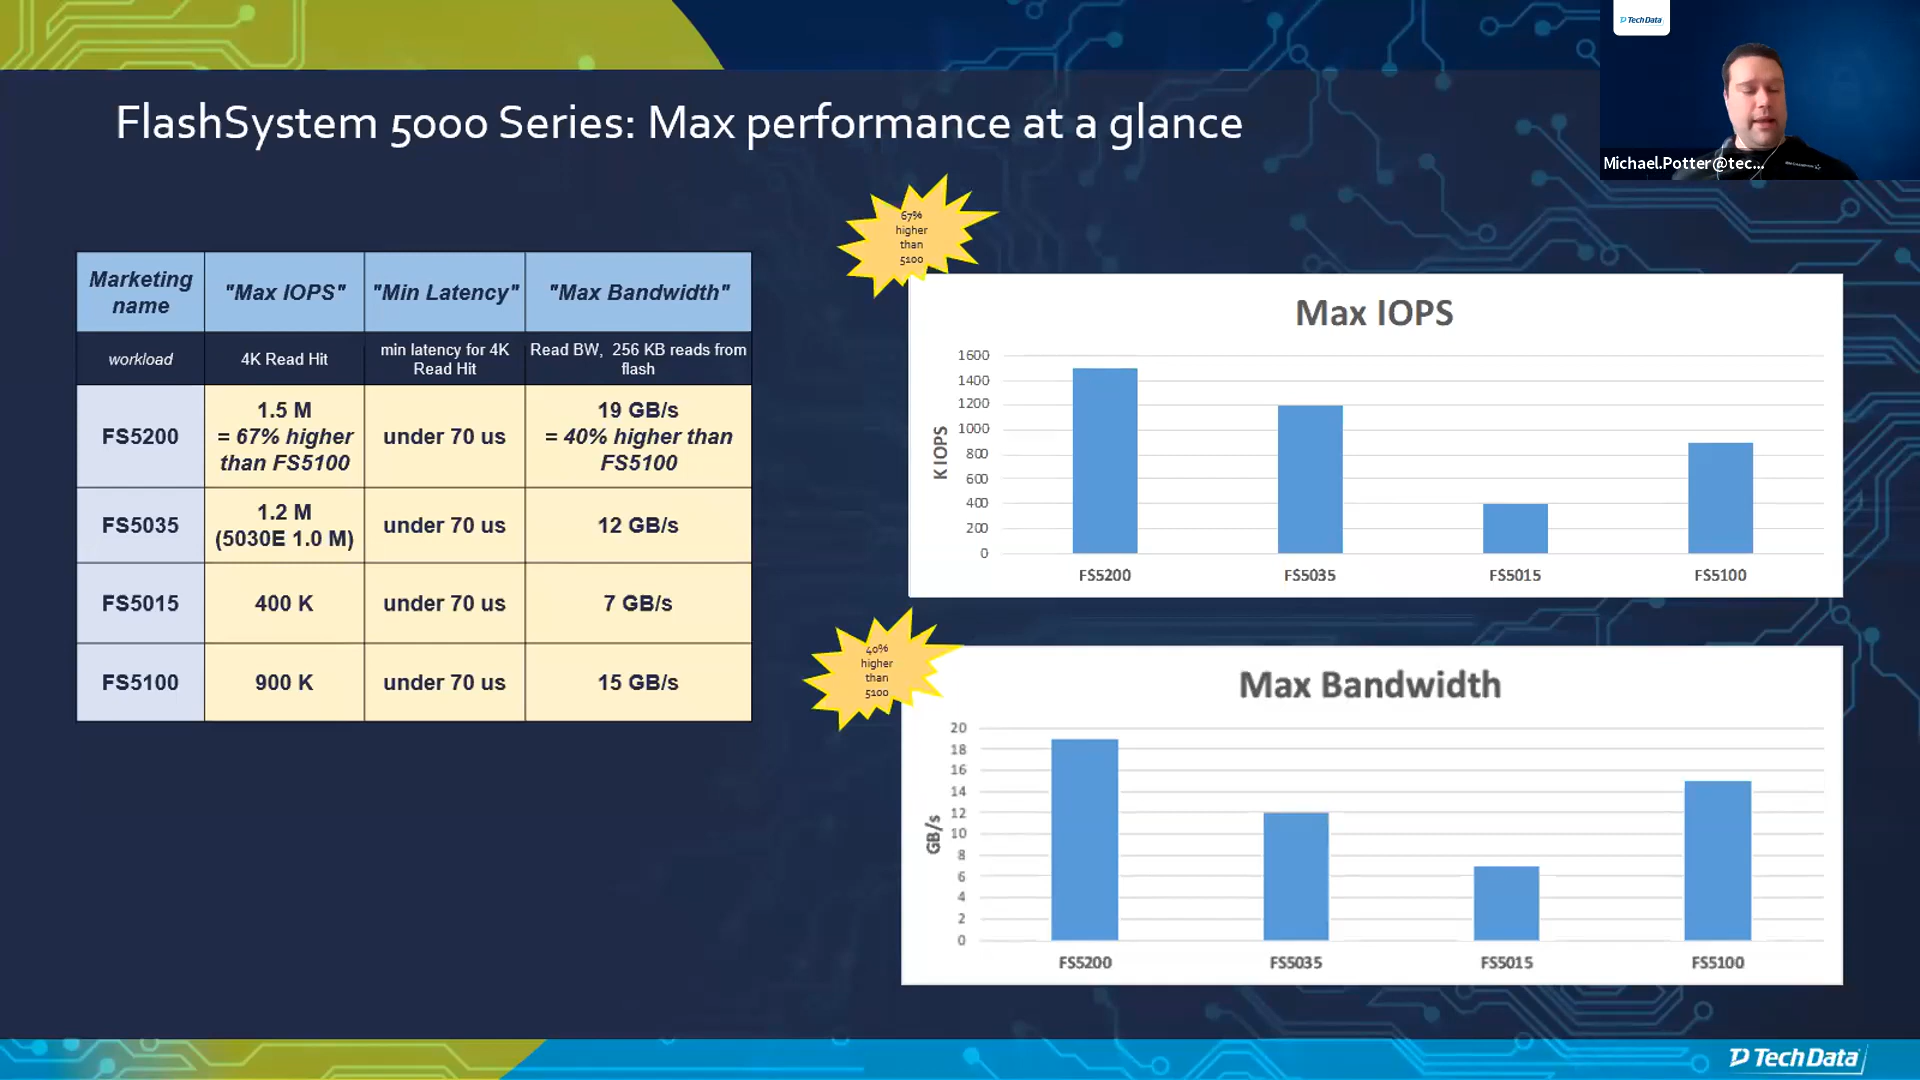 TechData
Michael.Potter@tec...
FlashSystem 5000 Series: Max performance at a glance
Marketing name
"Max IOPS"
"Min Latency"
"Max Bandwidth"
workload
4K Read Hit
min latency for 4K
Read Hit
Read BW, 256 KB reads from
flash
FS5200
1.5 M
= 67% higher
than FS5100
under 70 us
19 GB/s
= 40% higher than
FS5100
FS5035
1.2 M
(5030E 1.0 M)
under 70 us
12 GB/s
FS5015
400 K
under 70 us
7 GB/s
FS5100
900 K
under 70 us
15 GB/s
67%
higher
than
5100
Max IOPS
K IOPS
1600
1400
1200
1000
800
600
400
200
0
FS5200
FS5035
FS5015
FS5100
40%
higher
than
5100
Max Bandwidth
GB/s
20
18
16
14
12
10
8
6
4
2
0
FS5200
FS5035
FS5015
FS5100
TechData